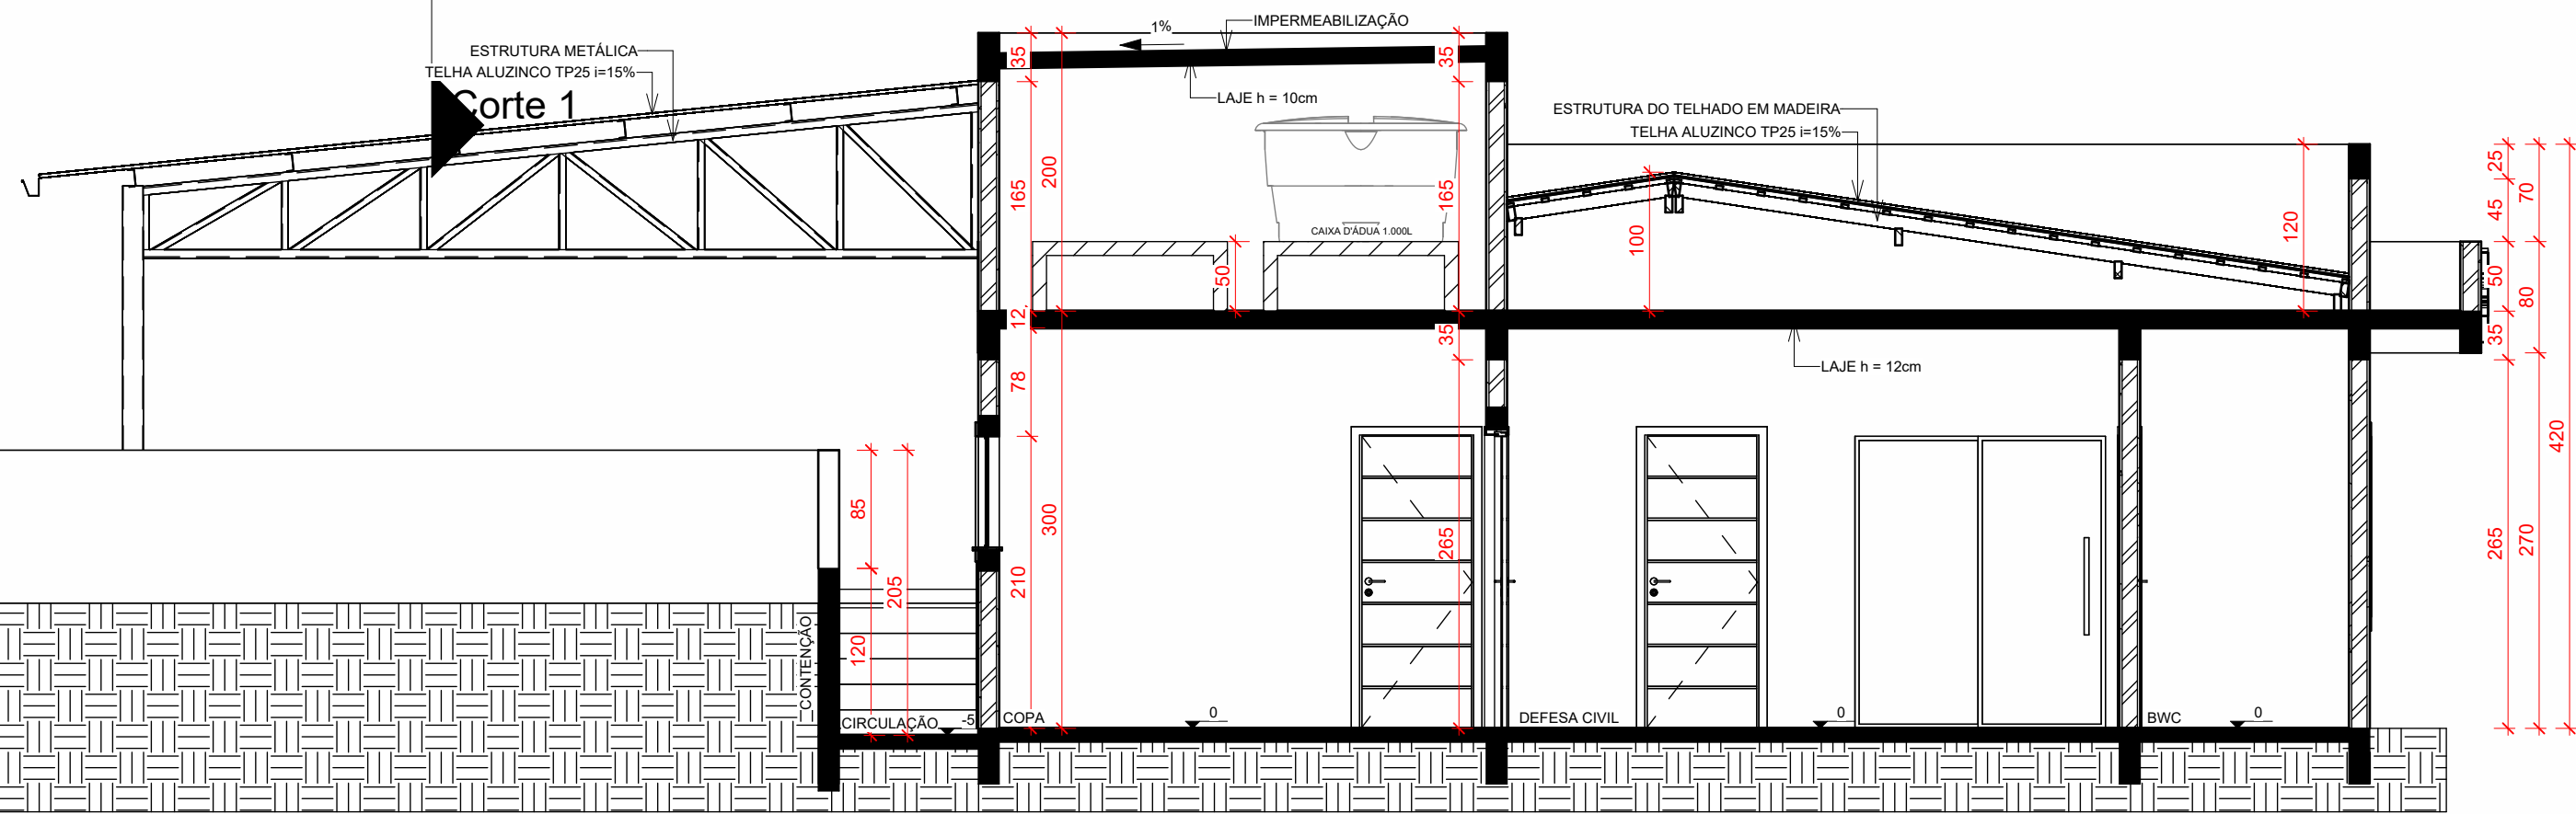 1%
IMPERMEABILIZAÇÃO
ESTRUTURA METÁLICA
TELHA ALUZINCO TP25 i=15%
Corte 1
LAJE h = 10cm
ESTRUTURA DO TELHADO EM MADEIRA
TELHA ALUZINCO TP25 i=15%
35
35
200
165
165
CAIXA D'ÁDUA 1.000L
50
100
120
25
70
45
50
80
35
420
12
35
78
LAJE h = 12cm
85
300
265
265
270
205
210
120
CONTENÇÃO
CIRCULAÇÃO
-5
COPA
0
DEFESA CIVIL
0
BWC
0